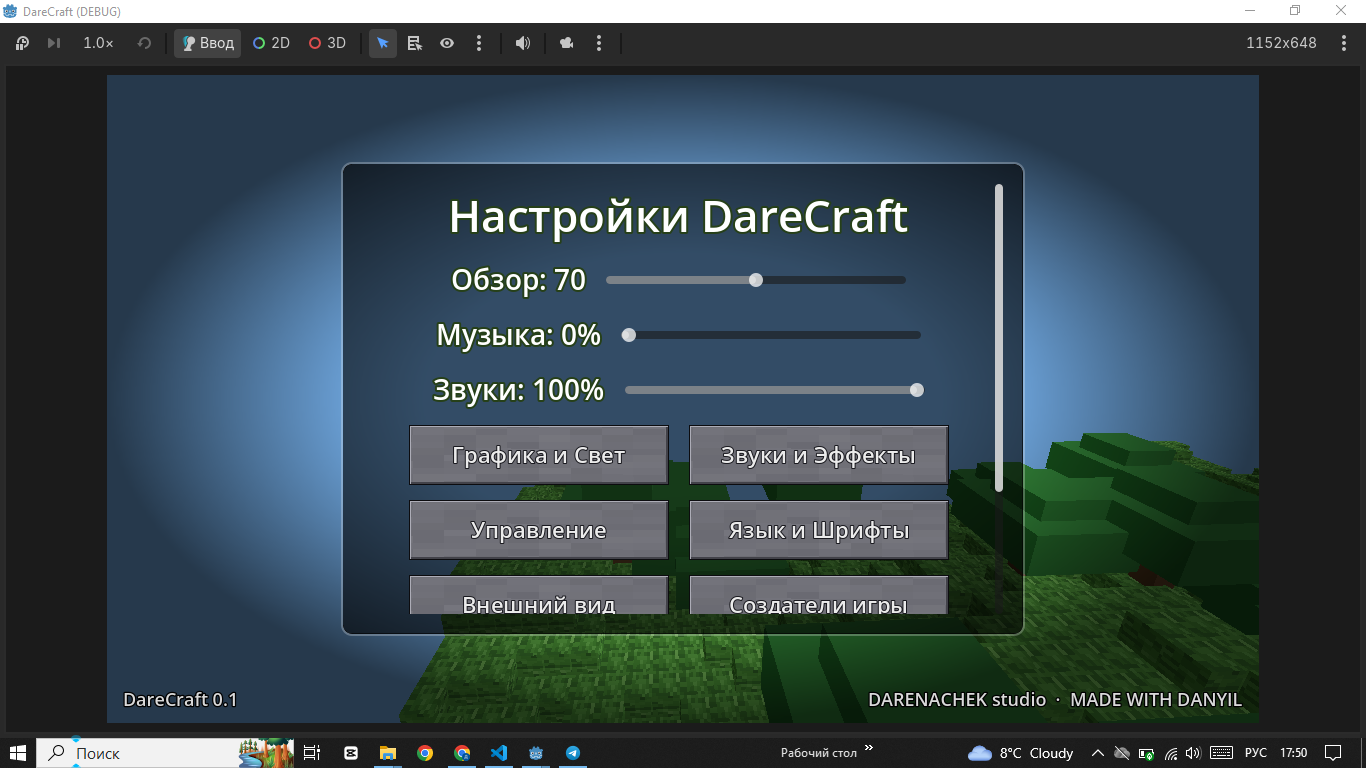 DareCraft (DEBUG)
1.0× Ввод 2D 3D 1152x648
Настройки DareCraft
Обзор: 70
Музыка: 0%
Звуки: 100%
Графика и Свет Звуки и Эффекты
Управление Язык и Шрифты
Внешний вид Создатели игры
DareCraft 0.1 DARENACHEK studio · MADE WITH DANYIL
Поиск Рабочий стол » 8°C Cloudy РУС 17:50